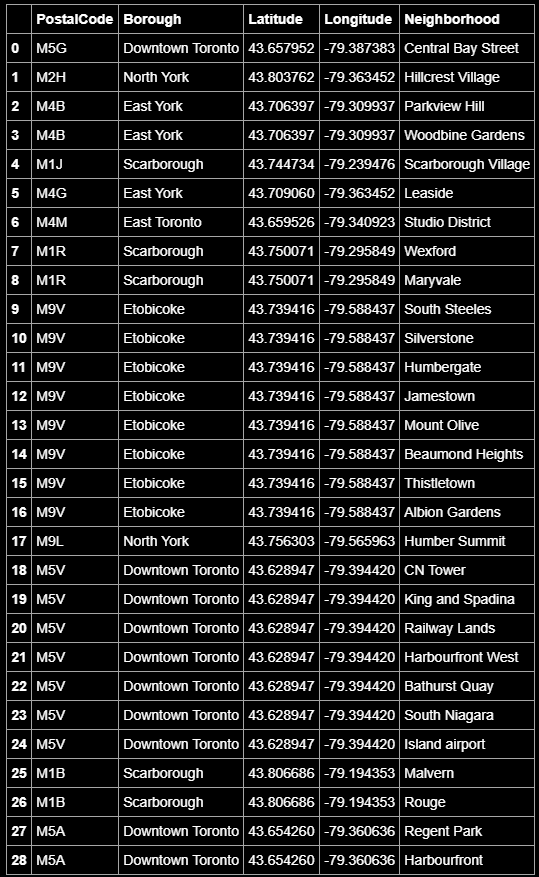 PostalCode Borough Latitude Longitude Neighborhood
0 M5G Downtown Toronto 43.657952 -79.387383 Central Bay Street
1 M2H North York 43.803762 -79.363452 Hillcrest Village
2 M4B East York 43.706397 -79.309937 Parkview Hill
3 M4B East York 43.706397 -79.309937 Woodbine Gardens
4 M1J Scarborough 43.744734 -79.239476 Scarborough Village
5 M4G East York 43.709060 -79.363452 Leaside
6 M4M East Toronto 43.659526 -79.340923 Studio District
7 M1R Scarborough 43.750071 -79.295849 Wexford
8 M1R Scarborough 43.750071 -79.295849 Maryvale
9 M9V Etobicoke 43.739416 -79.588437 South Steeles
10 M9V Etobicoke 43.739416 -79.588437 Silverstone
11 M9V Etobicoke 43.739416 -79.588437 Humbergate
12 M9V Etobicoke 43.739416 -79.588437 Jamestown
13 M9V Etobicoke 43.739416 -79.588437 Mount Olive
14 M9V Etobicoke 43.739416 -79.588437 Beaumond Heights
15 M9V Etobicoke 43.739416 -79.588437 Thistletown
16 M9V Etobicoke 43.739416 -79.588437 Albion Gardens
17 M9L North York 43.756303 -79.565963 Humber Summit
18 M5V Downtown Toronto 43.628947 -79.394420 CN Tower
19 M5V Downtown Toronto 43.628947 -79.394420 King and Spadina
20 M5V Downtown Toronto 43.628947 -79.394420 Railway Lands
21 M5V Downtown Toronto 43.628947 -79.394420 Harbourfront West
22 M5V Downtown Toronto 43.628947 -79.394420 Bathurst Quay
23 M5V Downtown Toronto 43.628947 -79.394420 South Niagara
24 M5V Downtown Toronto 43.628947 -79.394420 Island airport
25 M1B Scarborough 43.806686 -79.194353 Malvern
26 M1B Scarborough 43.806686 -79.194353 Rouge
27 M5A Downtown Toronto 43.654260 -79.360636 Regent Park
28 M5A Downtown Toronto 43.654260 -79.360636 Harbourfront